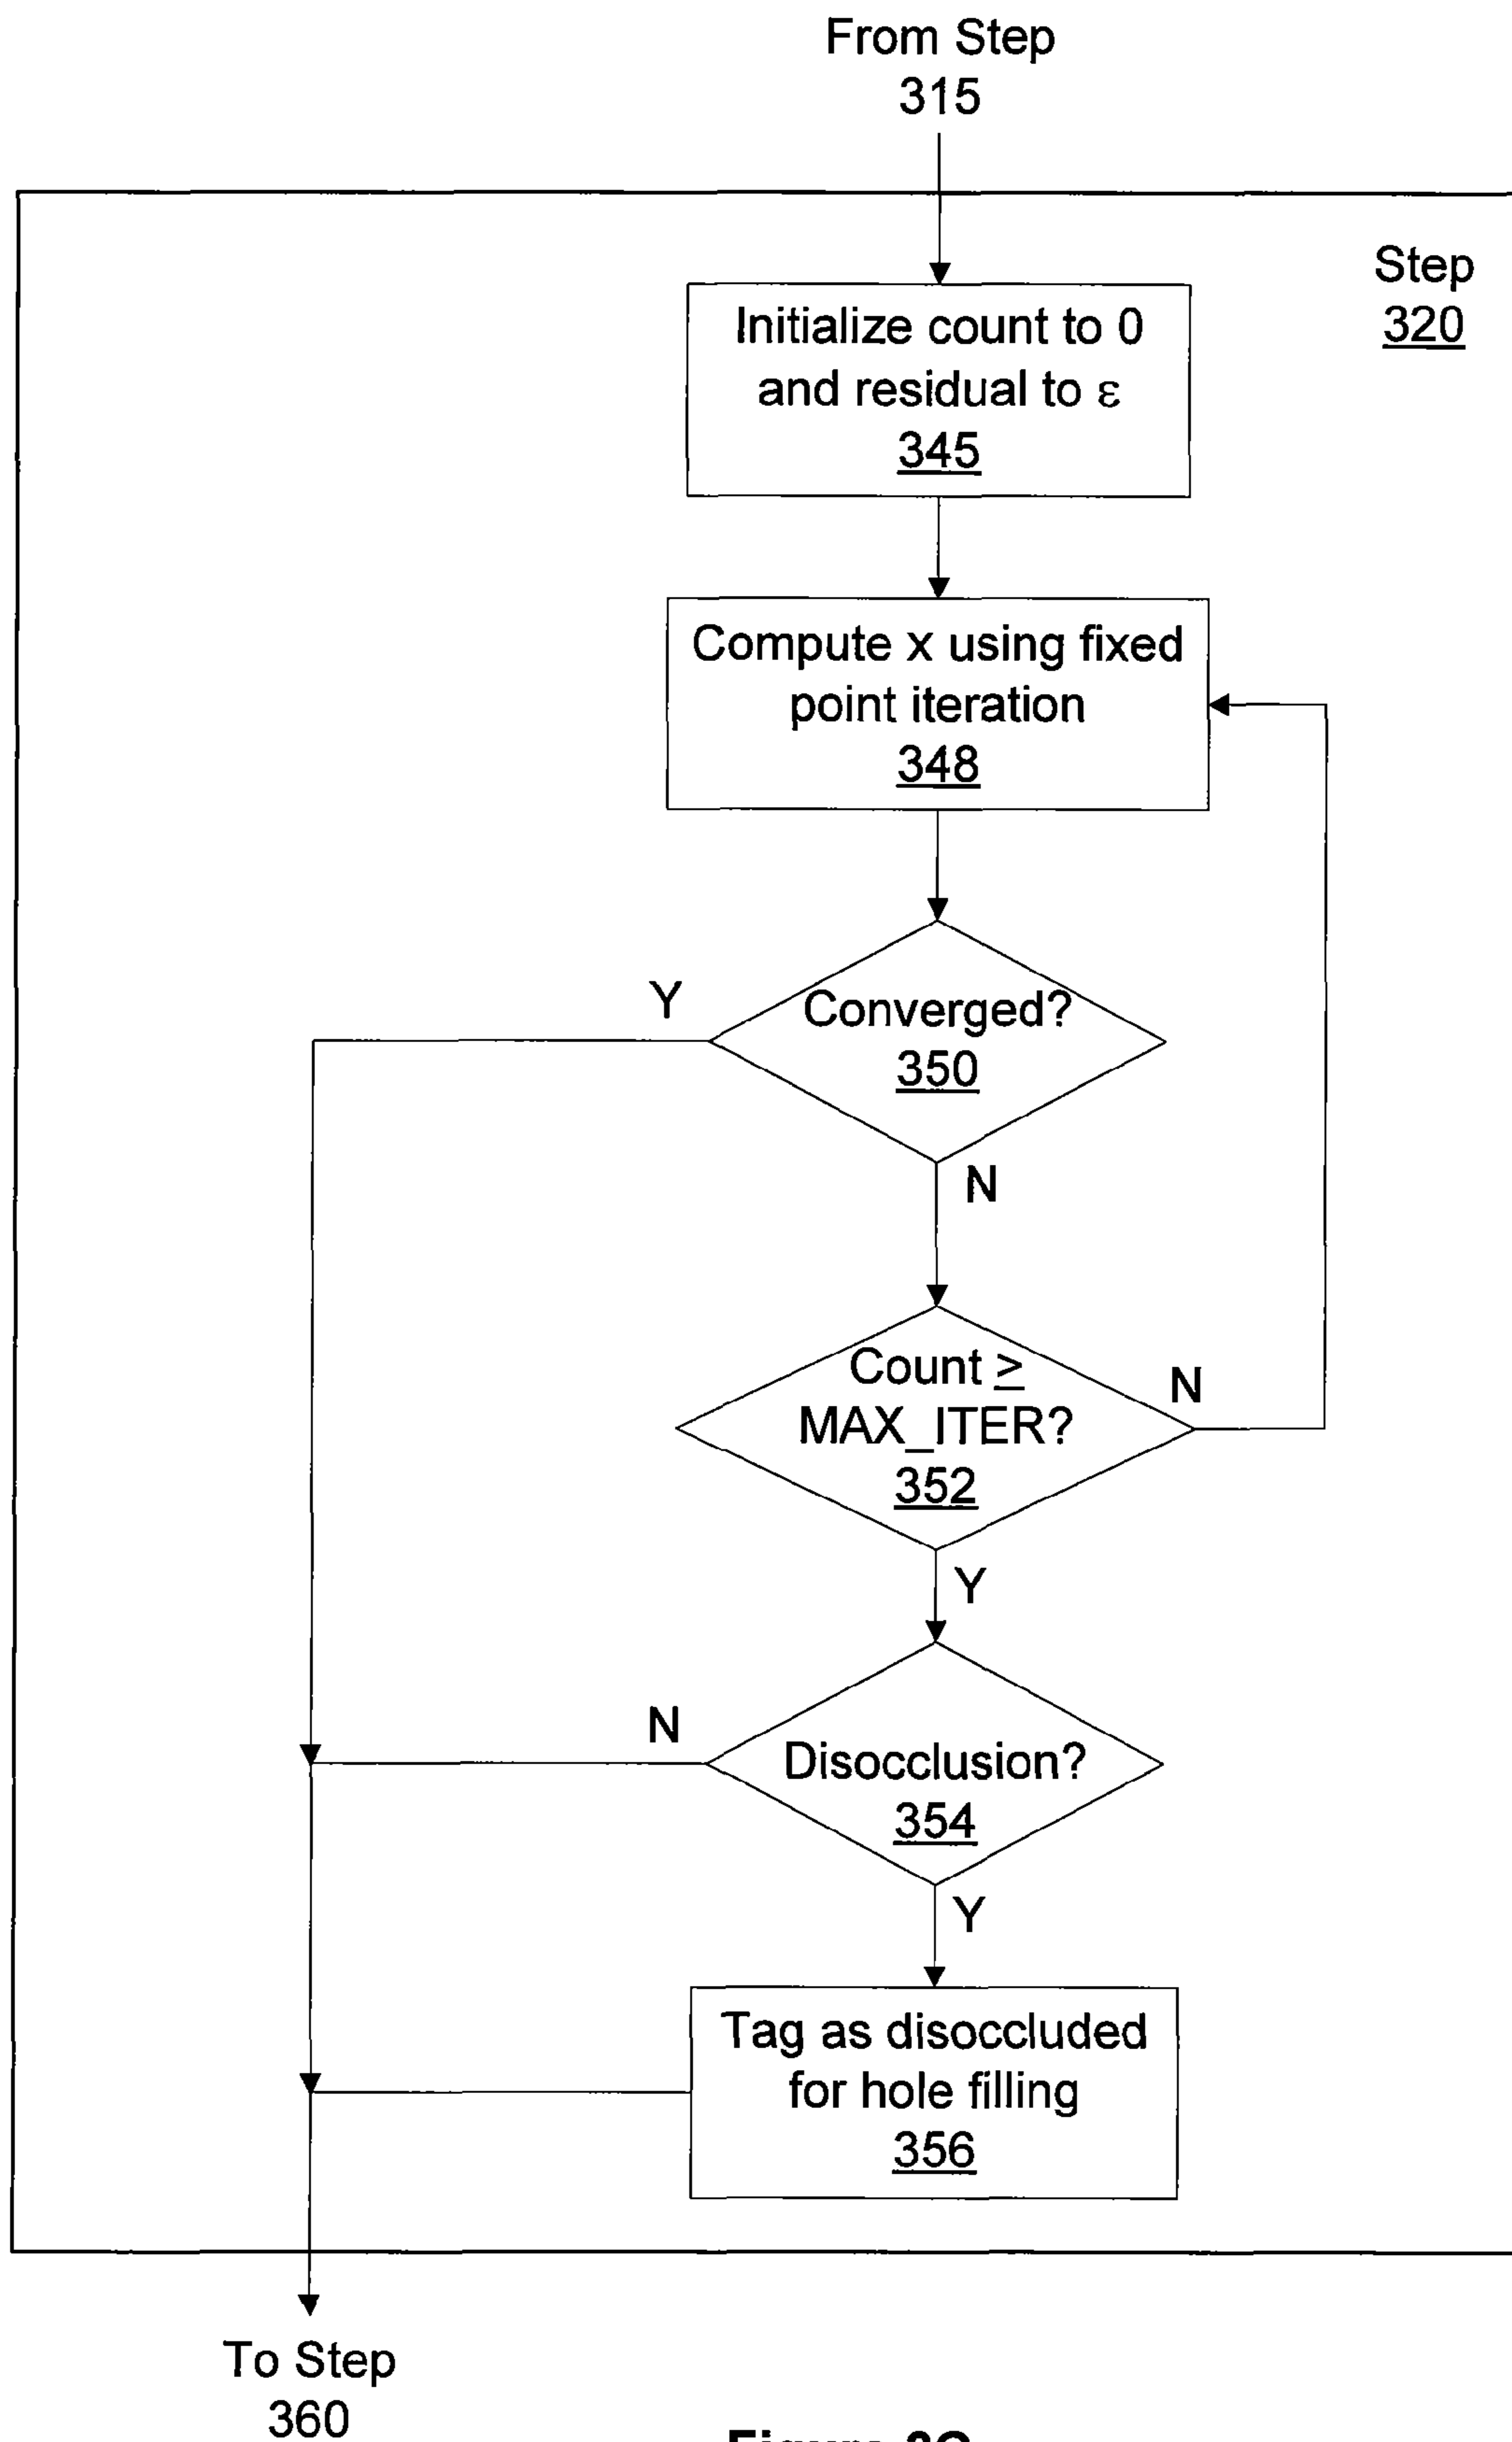 From Step
315
Step
320
Initialize count to 0
and residual to ε
345
Compute x using fixed
point iteration
348
Y
Converged?
350
N
Count ≥
MAX_ITER?
352
N
Y
N
Disocclusion?
354
Y
Tag as disoccluded
for hole filling
356
To Step
360